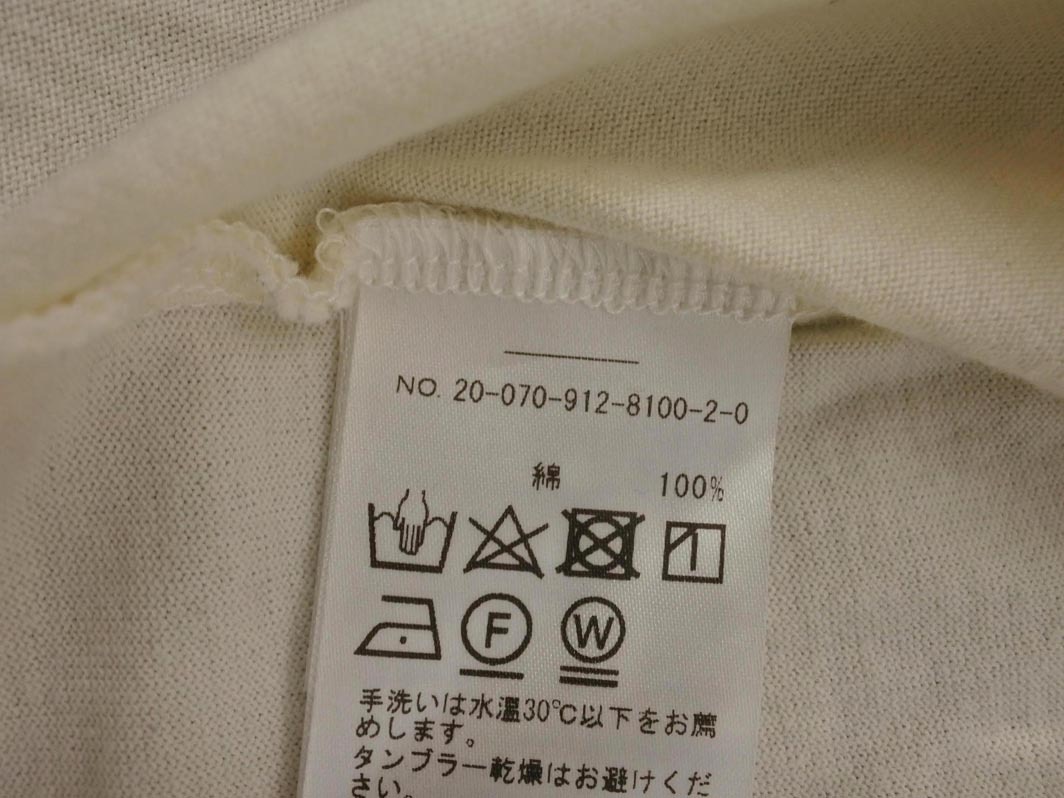 NO. 20-070-912-8100-2-0
綿 100%
F W
手洗いは水温30℃以下をお薦
めします。
タンブラー乾燥はお避けくだ
さい。